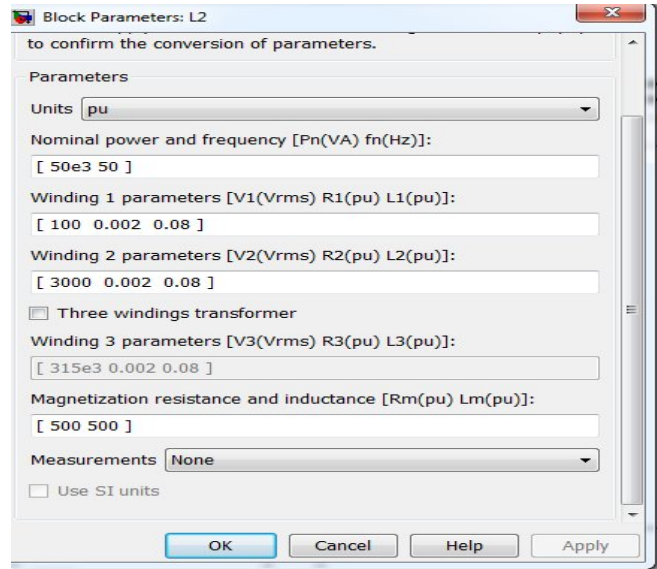 Block Parameters: L2
to confirm the conversion of parameters.
Parameters
Units pu
Nominal power and frequency [Pn(VA) fn(Hz)]:
[ 50e3 50 ]
Winding 1 parameters [V1(Vrms) R1(pu) L1(pu)]:
[ 100 0.002 0.08 ]
Winding 2 parameters [V2(Vrms) R2(pu) L2(pu)]:
[ 3000 0.002 0.08 ]
Three windings transformer
Winding 3 parameters [V3(Vrms) R3(pu) L3(pu)]:
[ 315e3 0.002 0.08 ]
Magnetization resistance and inductance [Rm(pu) Lm(pu)]:
[ 500 500 ]
Measurements None
Use SI units
OK Cancel Help Apply